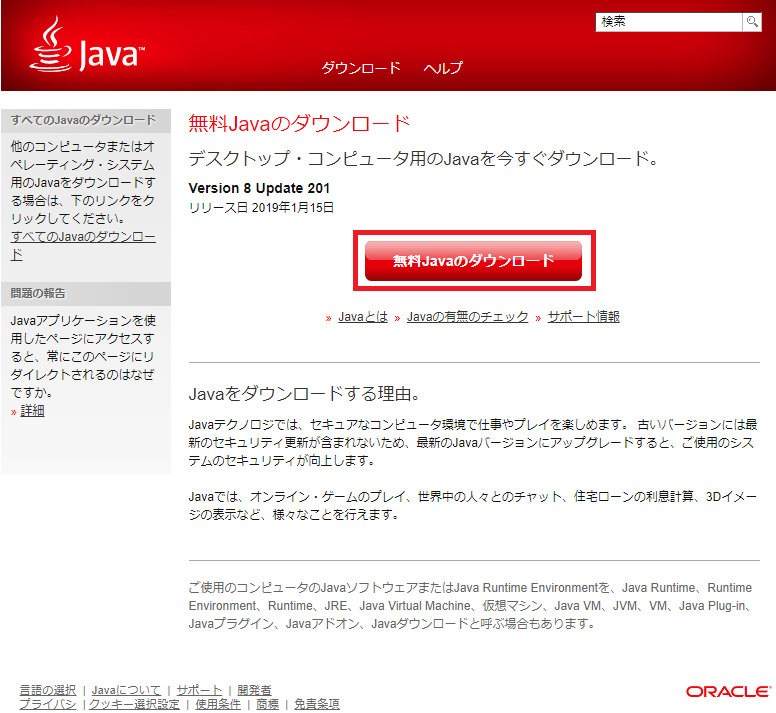 Java™
検索
ダウンロード ヘルプ
すべてのJavaのダウンロード
他のコンピュータまたはオ
ペレーティング・システム
用のJavaをダウンロードす
る場合は、下のリンクをク
リックしてください。
すべてのJavaのダウンロー
ド
問題の報告
Javaアプリケーションを使
用したページにアクセスす
ると、常にこのページにリ
ダイレクトされるのはなぜ
ですか。
» 詳細
無料Javaのダウンロード
デスクトップ・コンピュータ用のJavaを今すぐダウンロード。
Version 8 Update 201
リリース日 2019年1月15日
無料Javaのダウンロード
» Javaとは » Javaの有無のチェック » サポート情報
Javaをダウンロードする理由。
Javaテクノロジでは、セキュアなコンピュータ環境で仕事やプレイを楽しめます。 古いバージョンには最
新のセキュリティ更新が含まれないため、最新のJavaバージョンにアップグレードすると、ご使用のシス
テムのセキュリティが向上します。
Javaでは、オンライン・ゲームのプレイ、世界中の人々とのチャット、住宅ローンの利息計算、3Dイメー
ジの表示など、様々なことを行えます。
ご使用のコンピュータのJavaソフトウェアまたはJava Runtime Environmentを、Java Runtime、Runtime
Environment、Runtime、JRE、Java Virtual Machine、仮想マシン、Java VM、JVM、VM、Java Plug-in、
Javaプラグイン、Javaアドオン、Javaダウンロードと呼ぶ場合もあります。
言語の選択 | Javaについて | サポート | 開発者
プライバシ | クッキー選択設定 | 使用条件 | 商標 | 免責条項
ORACLE